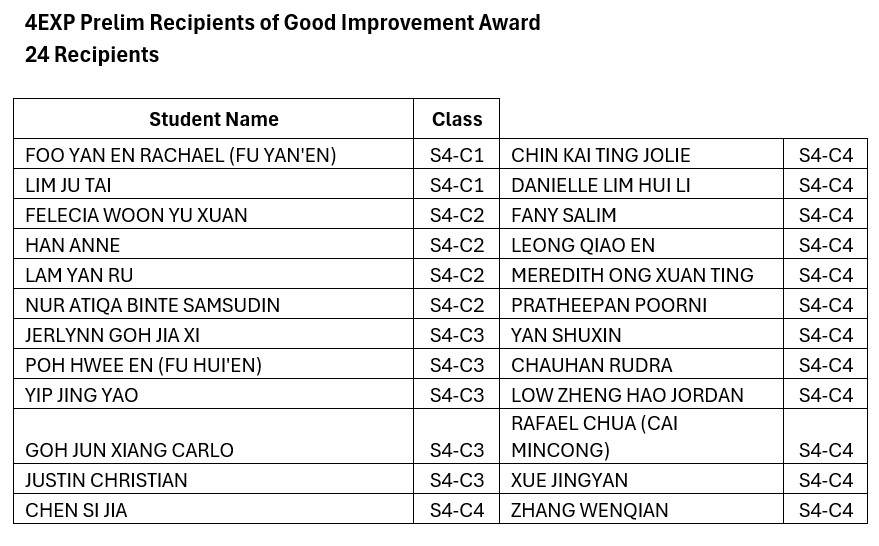 4EXP Prelim Recipients of Good Improvement Award
24 Recipients
Student Name Class
FOO YAN EN RACHAEL (FU YAN'EN) S4-C1 CHIN KAI TING JOLIE S4-C4
LIM JU TAI S4-C1 DANIELLE LIM HUI LI S4-C4
FELECIA WOON YU XUAN S4-C2 FANY SALIM S4-C4
HAN ANNE S4-C2 LEONG QIAO EN S4-C4
LAM YAN RU S4-C2 MEREDITH ONG XUAN TING S4-C4
NUR ATIQA BINTE SAMSUDIN S4-C2 PRATHEEPAN POORNI S4-C4
JERLYNN GOH JIA XI S4-C3 YAN SHUXIN S4-C4
POH HWEE EN (FU HUI'EN) S4-C3 CHAUHAN RUDRA S4-C4
YIP JING YAO S4-C3 LOW ZHENG HAO JORDAN S4-C4
RAFAEL CHUA (CAI
GOH JUN XIANG CARLO S4-C3 MINCONG) S4-C4
JUSTIN CHRISTIAN S4-C3 XUE JINGYAN S4-C4
CHEN SI JIA S4-C4 ZHANG WENQIAN S4-C4